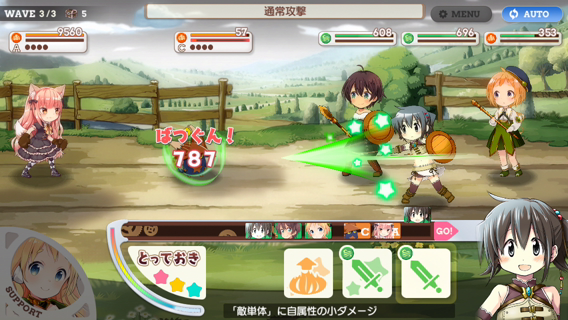 WAVE 3/3
5
通常攻撃
MENU
AUTO
9560
A
57
C
608
696
353
ばつぐん!
787
C
A
GO!
とっておき
SUPPORT
「敵単体」に自属性の小ダメージ